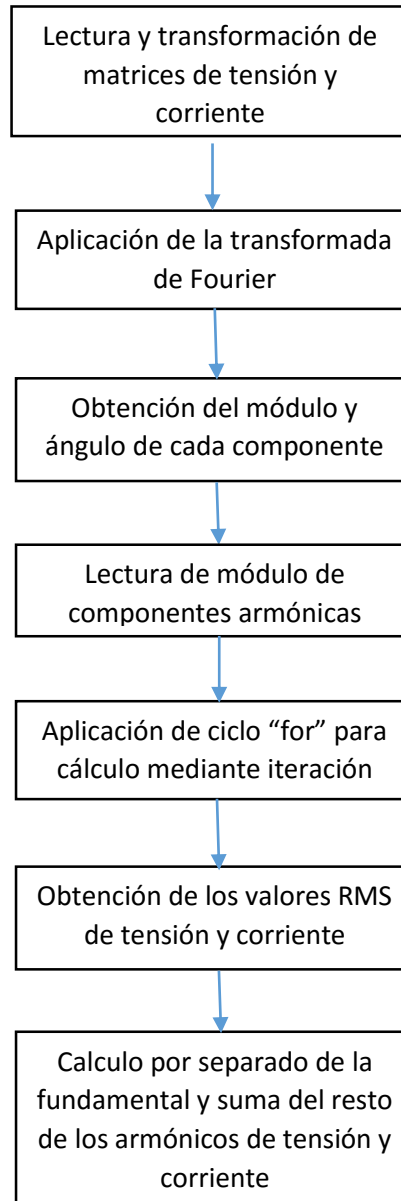 Lectura y transformación de
matrices de tensión y
corriente
Aplicación de la transformada
de Fourier
Obtención del módulo y
ángulo de cada componente
Lectura de módulo de
componentes armónicas
Aplicación de ciclo “for” para
cálculo mediante iteración
Obtención de los valores RMS
de tensión y corriente
Calculo por separado de la
fundamental y suma del resto
de los armónicos de tensión y
corriente